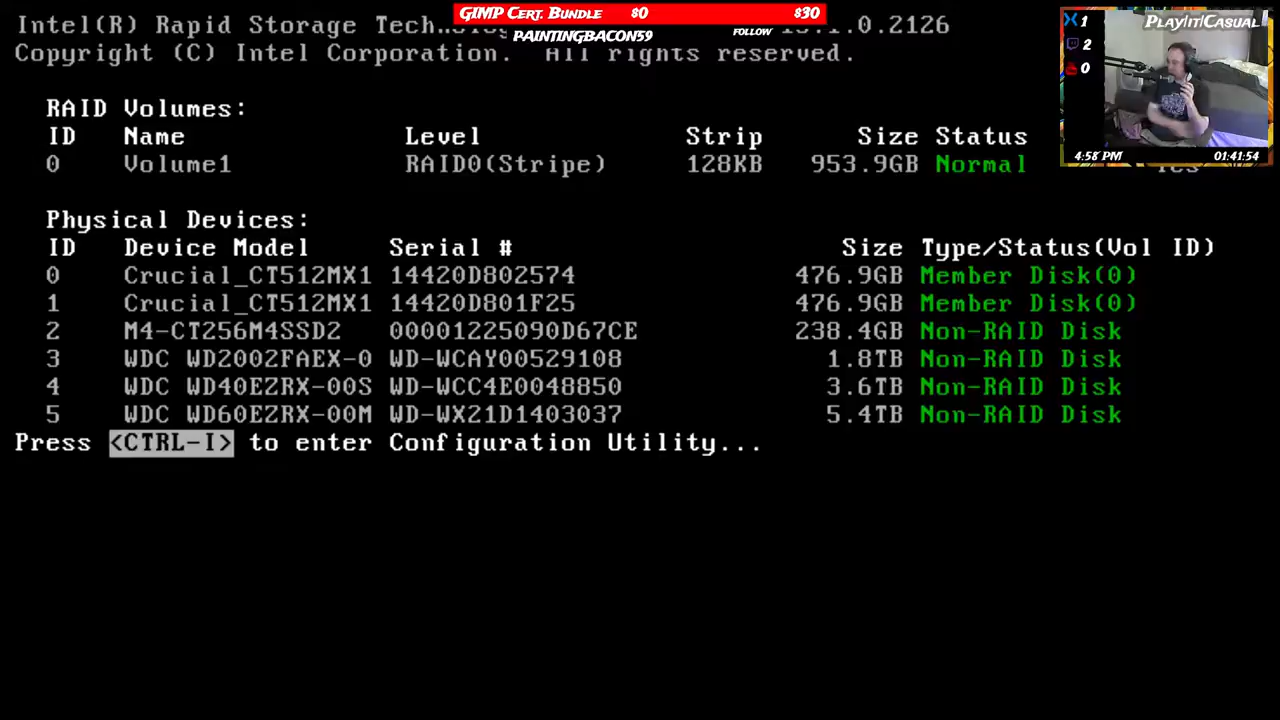 GIMP CERT. BUNDLE $0 $30
PAINTINGBACON59 FOLLOW
PLAYITCASUAL
1
2
0
4:58 PM 01:41:54
Intel(R) Rapid Storage .1.0.2126
Copyright (C) Intel Corporation. All rights reserved.
RAID Volumes:
ID Name Level Strip Size Status
0 Volume1 RAID0(Stripe) 128KB 953.9GB Normal Yes
Physical Devices:
ID Device Model Serial # Size Type/Status(Vol ID)
0 Crucial_CT512MX1 14420D802574 476.9GB Member Disk(0)
1 Crucial_CT512MX1 14420D801F25 476.9GB Member Disk(0)
2 M4-CT256M4SSD2 00001225090D67CE 238.4GB Non-RAID Disk
3 WDC WD2002FAEX-0 WD-WCAY00529108 1.8TB Non-RAID Disk
4 WDC WD40EZRX-00S WD-WCC4E0048850 3.6TB Non-RAID Disk
5 WDC WD60EZRX-00M WD-WX21D1403037 5.4TB Non-RAID Disk
Press <CTRL-I> to enter Configuration Utility...